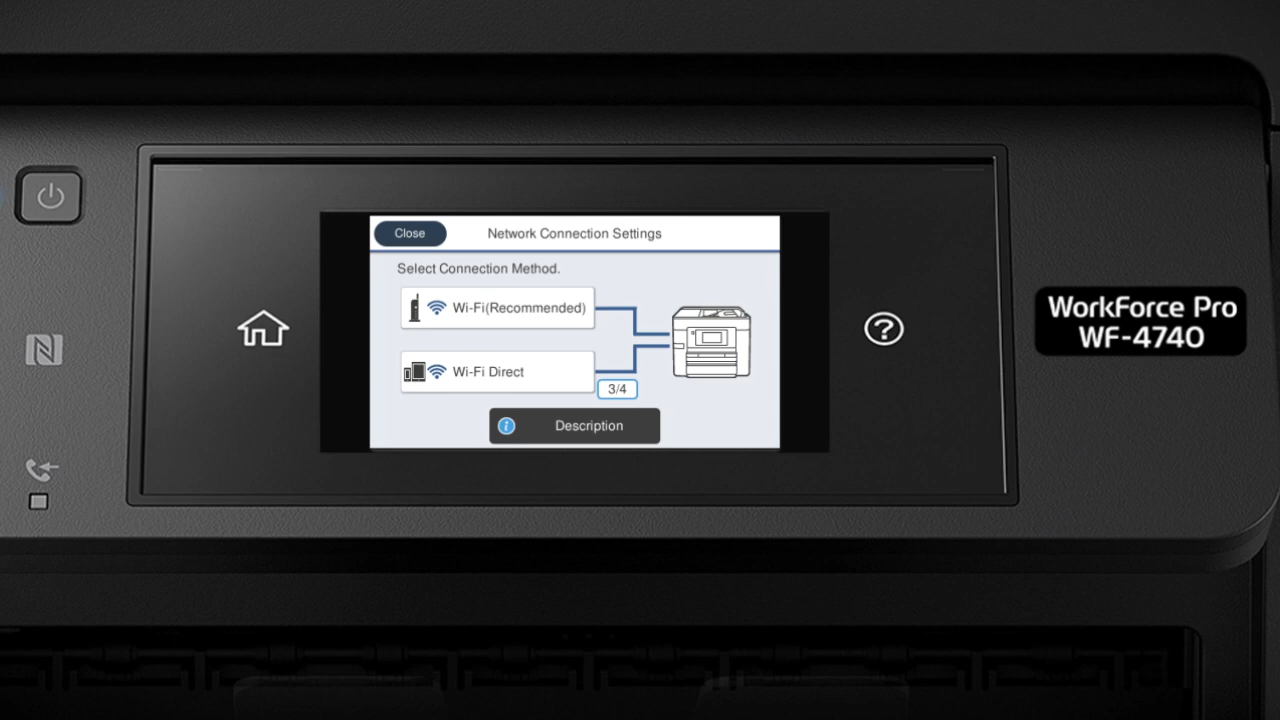 Close
Network Connection Settings
Select Connection Method.
Wi-Fi(Recommended)
Wi-Fi Direct
3/4
i
Description
WorkForce Pro
WF-4740